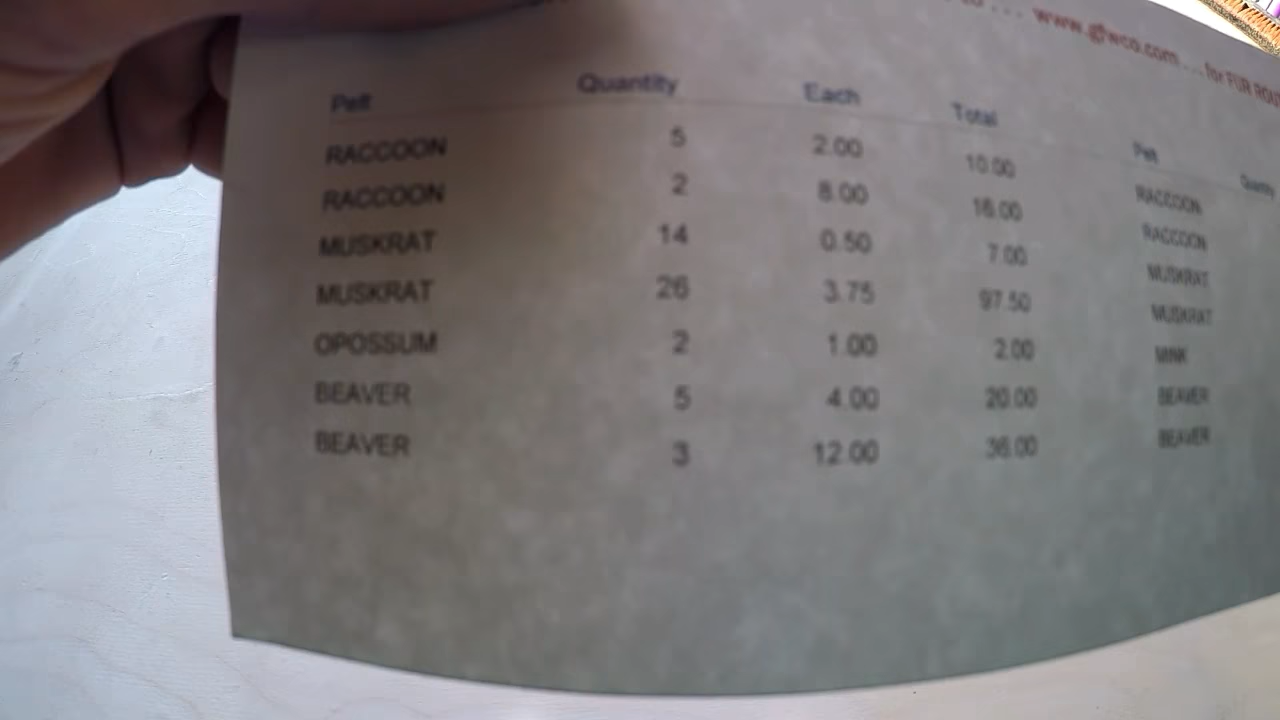 www.gfwco.com . . . for FUR ROU
Pelt Quantity Each Total
RACCOON 5 2.00 10.00
RACCOON 2 8.00 16.00
MUSKRAT 14 0.50 7.00
MUSKRAT 26 3.75 97.50
OPOSSUM 2 1.00 2.00
BEAVER 5 4.00 20.00
BEAVER 3 12.00 36.00
Pelt Quantity
RACCOON
RACCOON
MUSKRAT
MUSKRAT
MINK
BEAVER
BEAVER